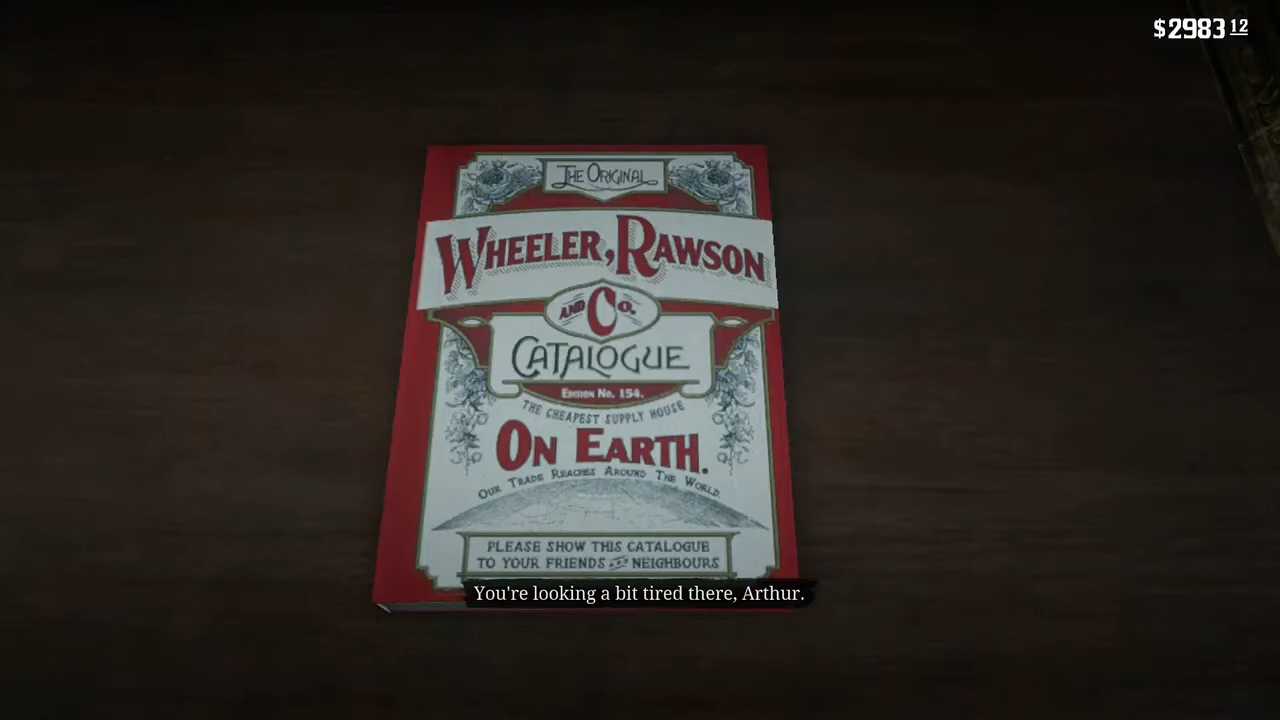 $2983 12
THE ORIGINAL
WHEELER, RAWSON
AND CO.
CATALOGUE
EDITION No. 154.
THE CHEAPEST SUPPLY HOUSE
ON EARTH.
OUR TRADE REACHES AROUND THE WORLD.
PLEASE SHOW THIS CATALOGUE
TO YOUR FRIENDS AND NEIGHBOURS
You're looking a bit tired there, Arthur.